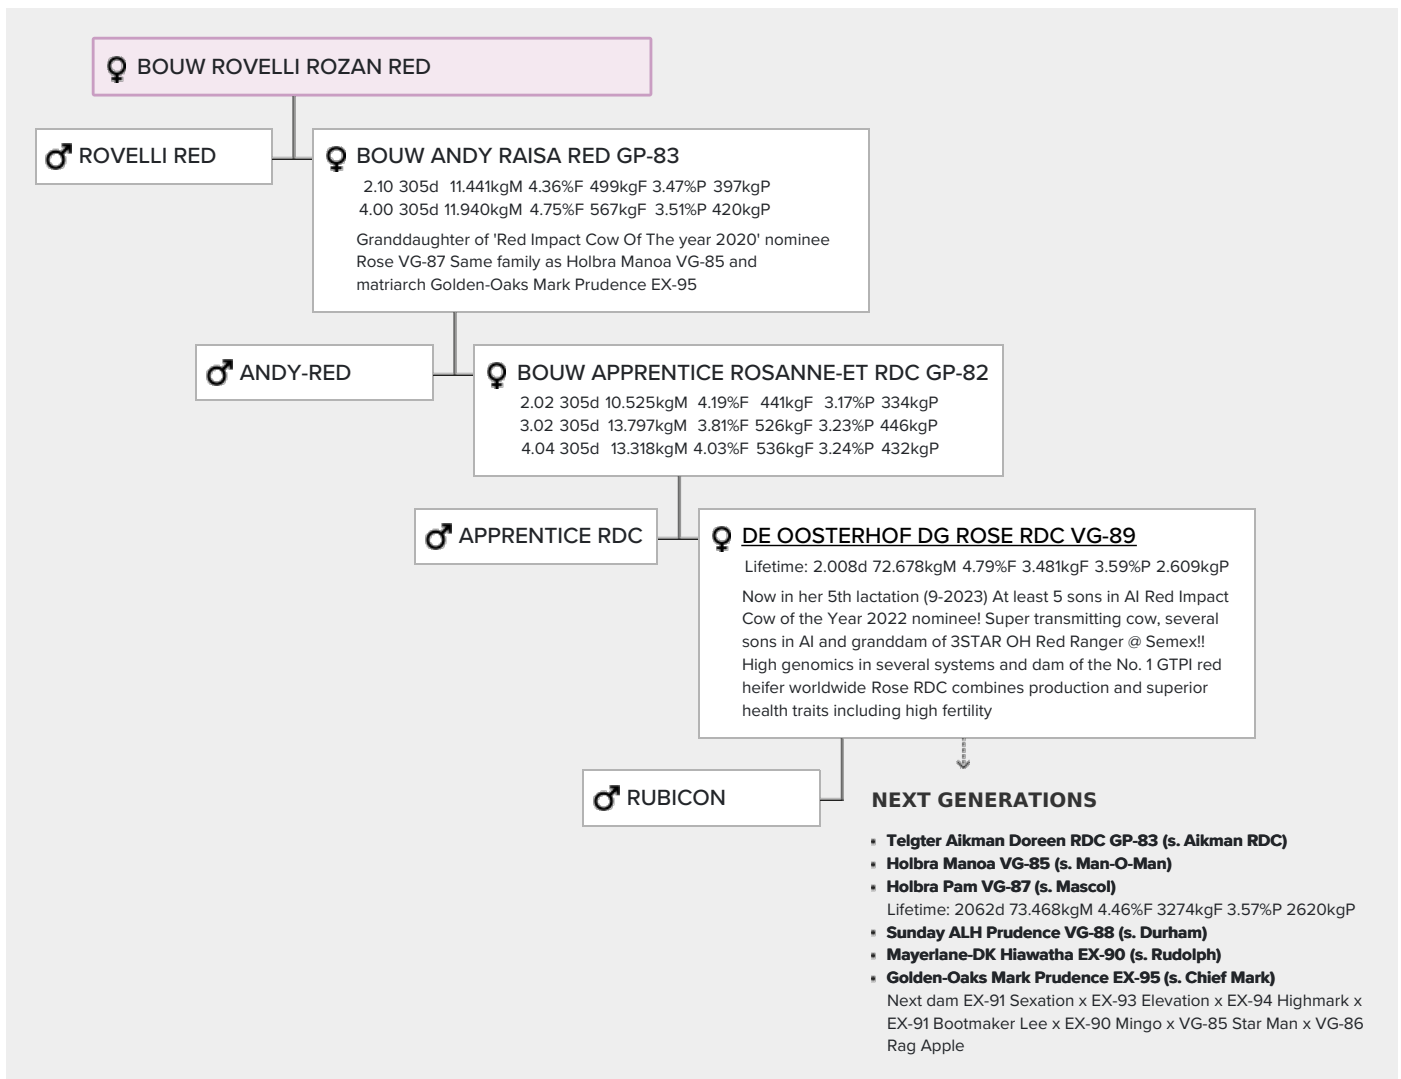 BOUW ROVELLI ROZAN RED
ROVELLI RED
BOUW ANDY RAISA RED GP-83
2.10 305d 11.441kgM 4.36%F 499kgF 3.47%P 397kgP
4.00 305d 11.940kgM 4.75%F 567kgF 3.51%P 420kgP
Granddaughter of 'Red Impact Cow Of The year 2020' nominee
Rose VG-87 Same family as Holbra Manoa VG-85 and
matriarch Golden-Oaks Mark Prudence EX-95
ANDY-RED
BOUW APPRENTICE ROSANNE-ET RDC GP-82
2.02 305d 10.525kgM 4.19%F 441kgF 3.17%P 334kgP
3.02 305d 13.797kgM 3.81%F 526kgF 3.23%P 446kgP
4.04 305d 13.318kgM 4.03%F 536kgF 3.24%P 432kgP
APPRENTICE RDC
DE OOSTERHOF DG ROSE RDC VG-89
Lifetime: 2.008d 72.678kgM 4.79%F 3.481kgF 3.59%P 2.609kgP
Now in her 5th lactation (9-2023) At least 5 sons in AI Red Impact
Cow of the Year 2022 nominee! Super transmitting cow, several
sons in AI and granddam of 3STAR OH Red Ranger @ Semex!!
High genomics in several systems and dam of the No. 1 GTPI red
heifer worldwide Rose RDC combines production and superior
health traits including high fertility
RUBICON
NEXT GENERATIONS
Telgter Aikman Doreen RDC GP-83 (s. Aikman RDC)
Holbra Manoa VG-85 (s. Man-O-Man)
Holbra Pam VG-87 (s. Mascol)
Lifetime: 2062d 73.468kgM 4.46%F 3274kgF 3.57%P 2620kgP
Sunday ALH Prudence VG-88 (s. Durham)
Mayerlane-DK Hiawatha EX-90 (s. Rudolph)
Golden-Oaks Mark Prudence EX-95 (s. Chief Mark)
Next dam EX-91 Sexation x EX-93 Elevation x EX-94 Highmark x
EX-91 Bootmaker Lee x EX-90 Mingo x VG-85 Star Man x VG-86
Rag Apple